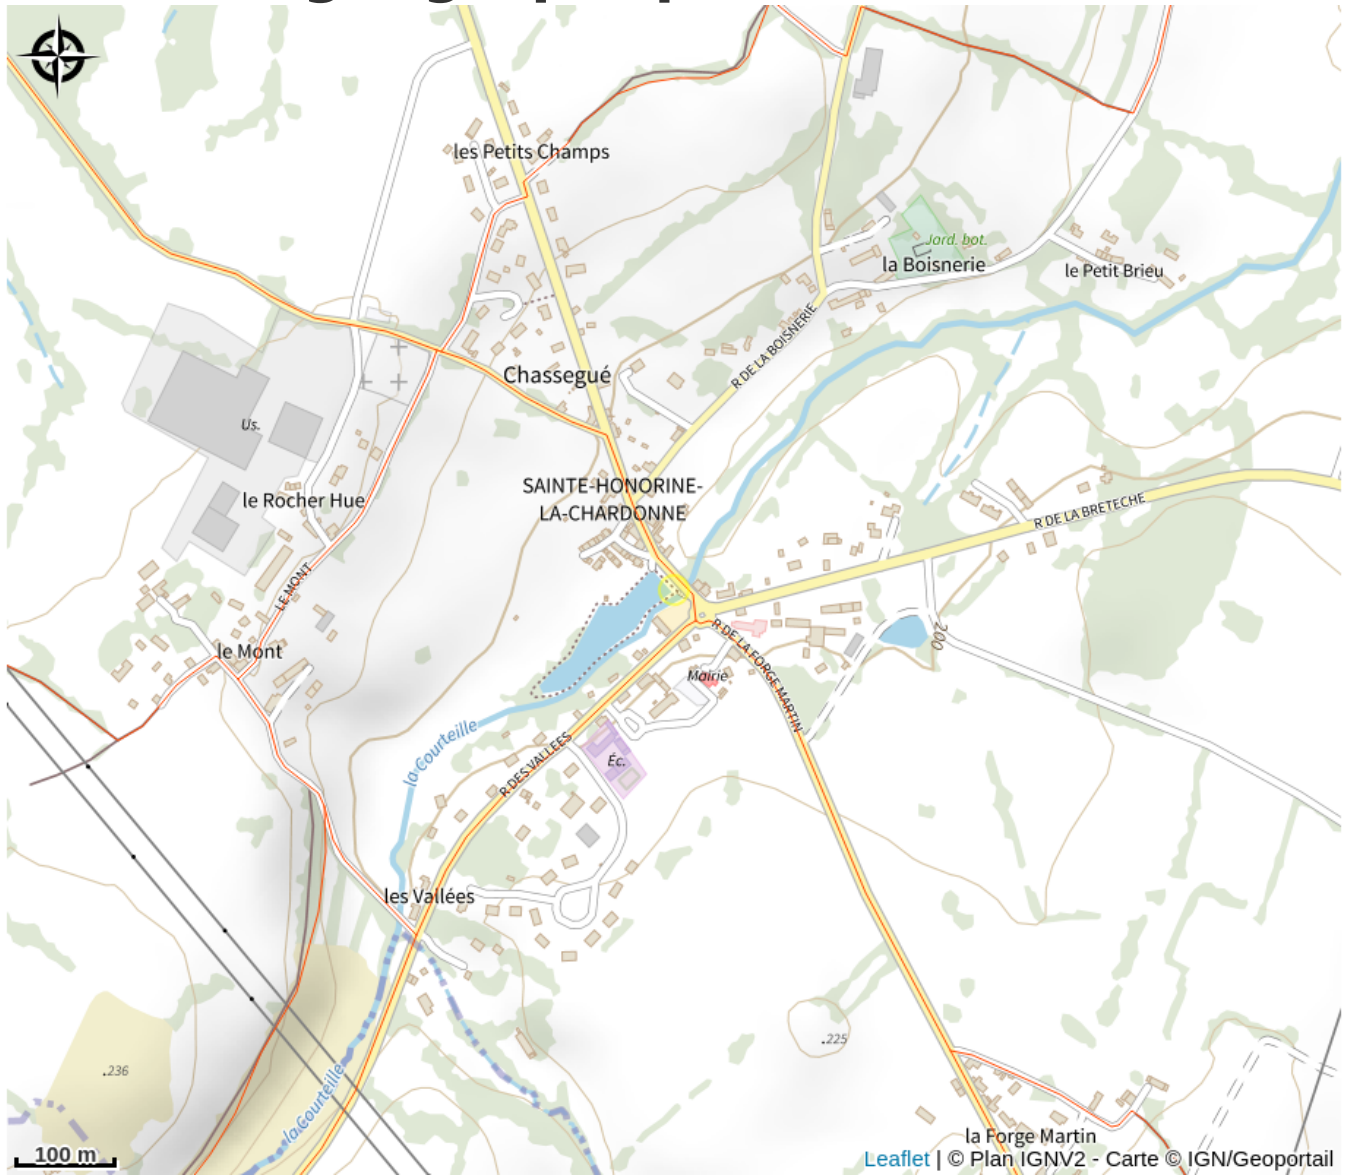 les Petits Champs
Jard. bot.
la Boisnerie
le Petit Brieu
R DE LA BOISNERIE
Chassegué
Us.
le Rocher Hue
SAINTE-HONORINE-
LA-CHARDONNE
R DE LA BRETECHE
LE MONT
le Mont
R DE LA FORGE MARTIN
200
Mairie
la Courteille
R DES VALLEES
Éc.
les Vallées
.225
.236
la Courteille
la Forge Martin
100 m
Leaflet | © Plan IGNV2 - Carte © IGN/Geoportail